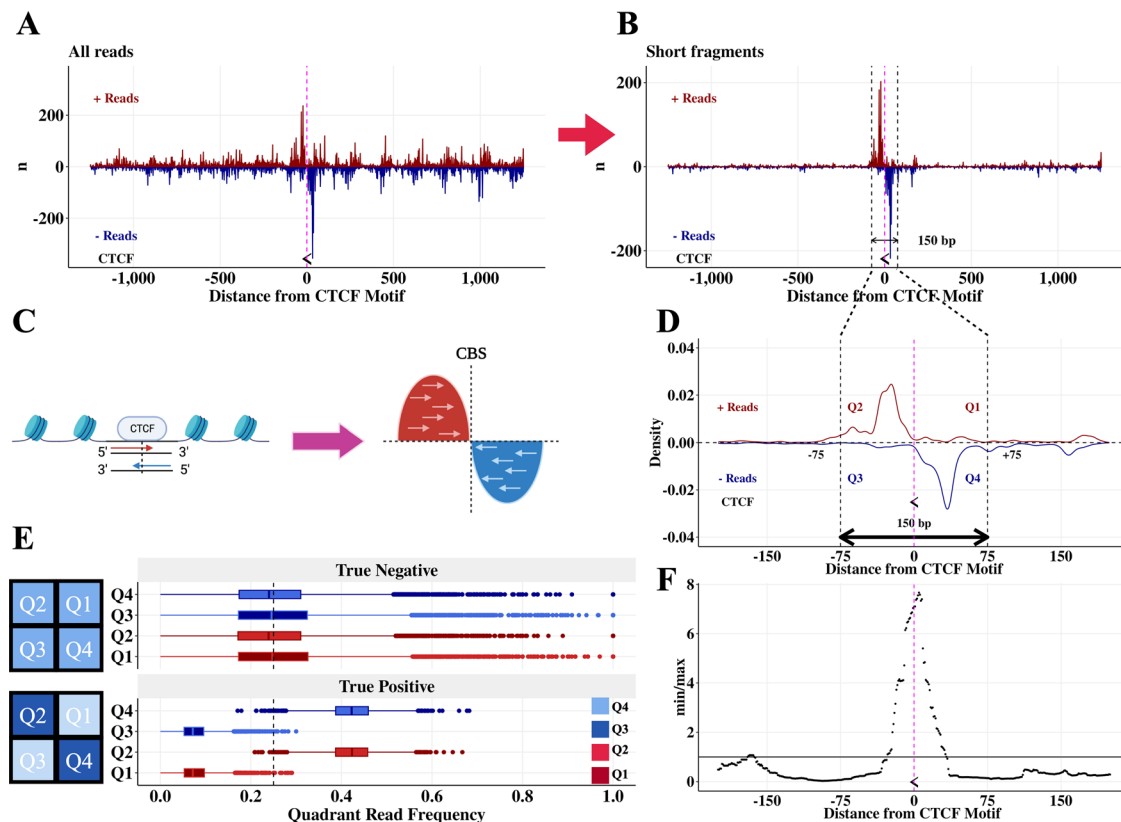 A
All reads
+ Reads
200
0
-200
n
- Reads
CTCF
-1,000
-500
0
500
1,000
Distance from CTCF Motif
B
Short fragments
+ Reads
200
100
0
-100
-200
n
- Reads
CTCF
150 bp
-1,000
-500
0
500
1,000
Distance from CTCF Motif
C
CTCF
5'
3'
3'
5'
CBS
D
0.04
0.02
0.00
-0.02
-0.04
Density
+ Reads
Q2
Q1
-75
+75
- Reads
Q3
Q4
CTCF
150 bp
-150
-75
0
75
150
Distance from CTCF Motif
E
Q2
Q1
Q3
Q4
True Negative
Q4
Q3
Q2
Q1
Q2
Q1
Q3
Q4
True Positive
Q4
Q3
Q2
Q1
Q4
Q3
Q2
Q1
0.0
0.2
0.4
0.6
0.8
1.0
Quadrant Read Frequency
F
8
6
4
2
0
min/max
-150
-75
0
75
150
Distance from CTCF Motif